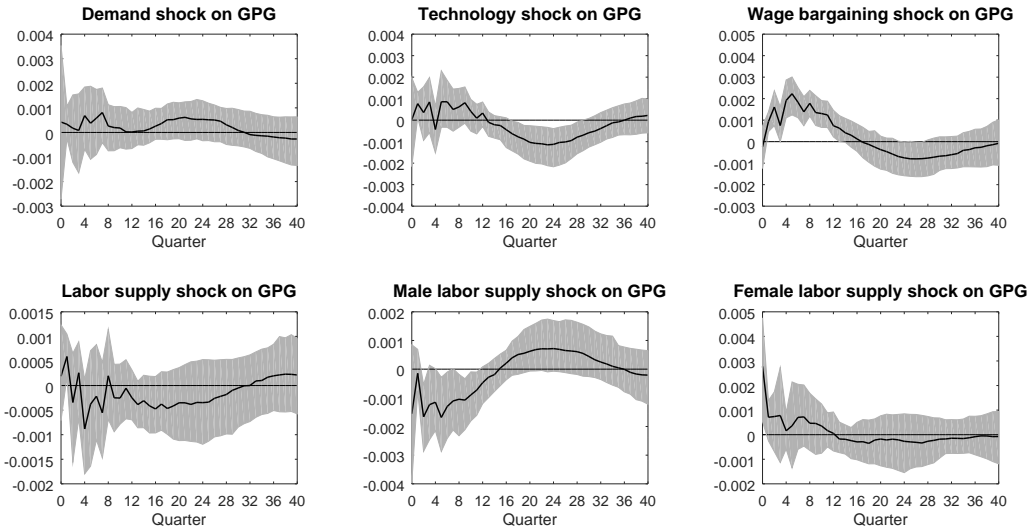 Demand shock on GPG
0.004
0.003
0.002
0.001
0
-0.001
-0.002
-0.003
0 4 8 12 16 20 24 28 32 36 40
Quarter
Technology shock on GPG
0.004
0.003
0.002
0.001
0
-0.001
-0.002
-0.003
-0.004
0 4 8 12 16 20 24 28 32 36 40
Quarter
Wage bargaining shock on GPG
0.005
0.004
0.003
0.002
0.001
0
-0.001
-0.002
-0.003
0 4 8 12 16 20 24 28 32 36 40
Quarter
Labor supply shock on GPG
0.0015
0.001
0.0005
0
-0.0005
-0.001
-0.0015
-0.002
0 4 8 12 16 20 24 28 32 36 40
Quarter
Male labor supply shock on GPG
0.002
0.001
0
-0.001
-0.002
-0.003
-0.004
0 4 8 12 16 20 24 28 32 36 40
Quarter
Female labor supply shock on GPG
0.005
0.004
0.003
0.002
0.001
0
-0.001
-0.002
0 4 8 12 16 20 24 28 32 36 40
Quarter